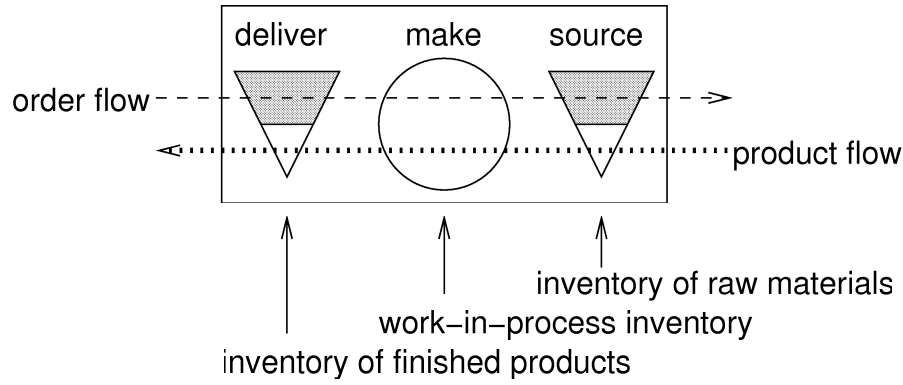 deliver
make
source
order flow
product flow
inventory of raw materials
work−in−process inventory
inventory of finished products